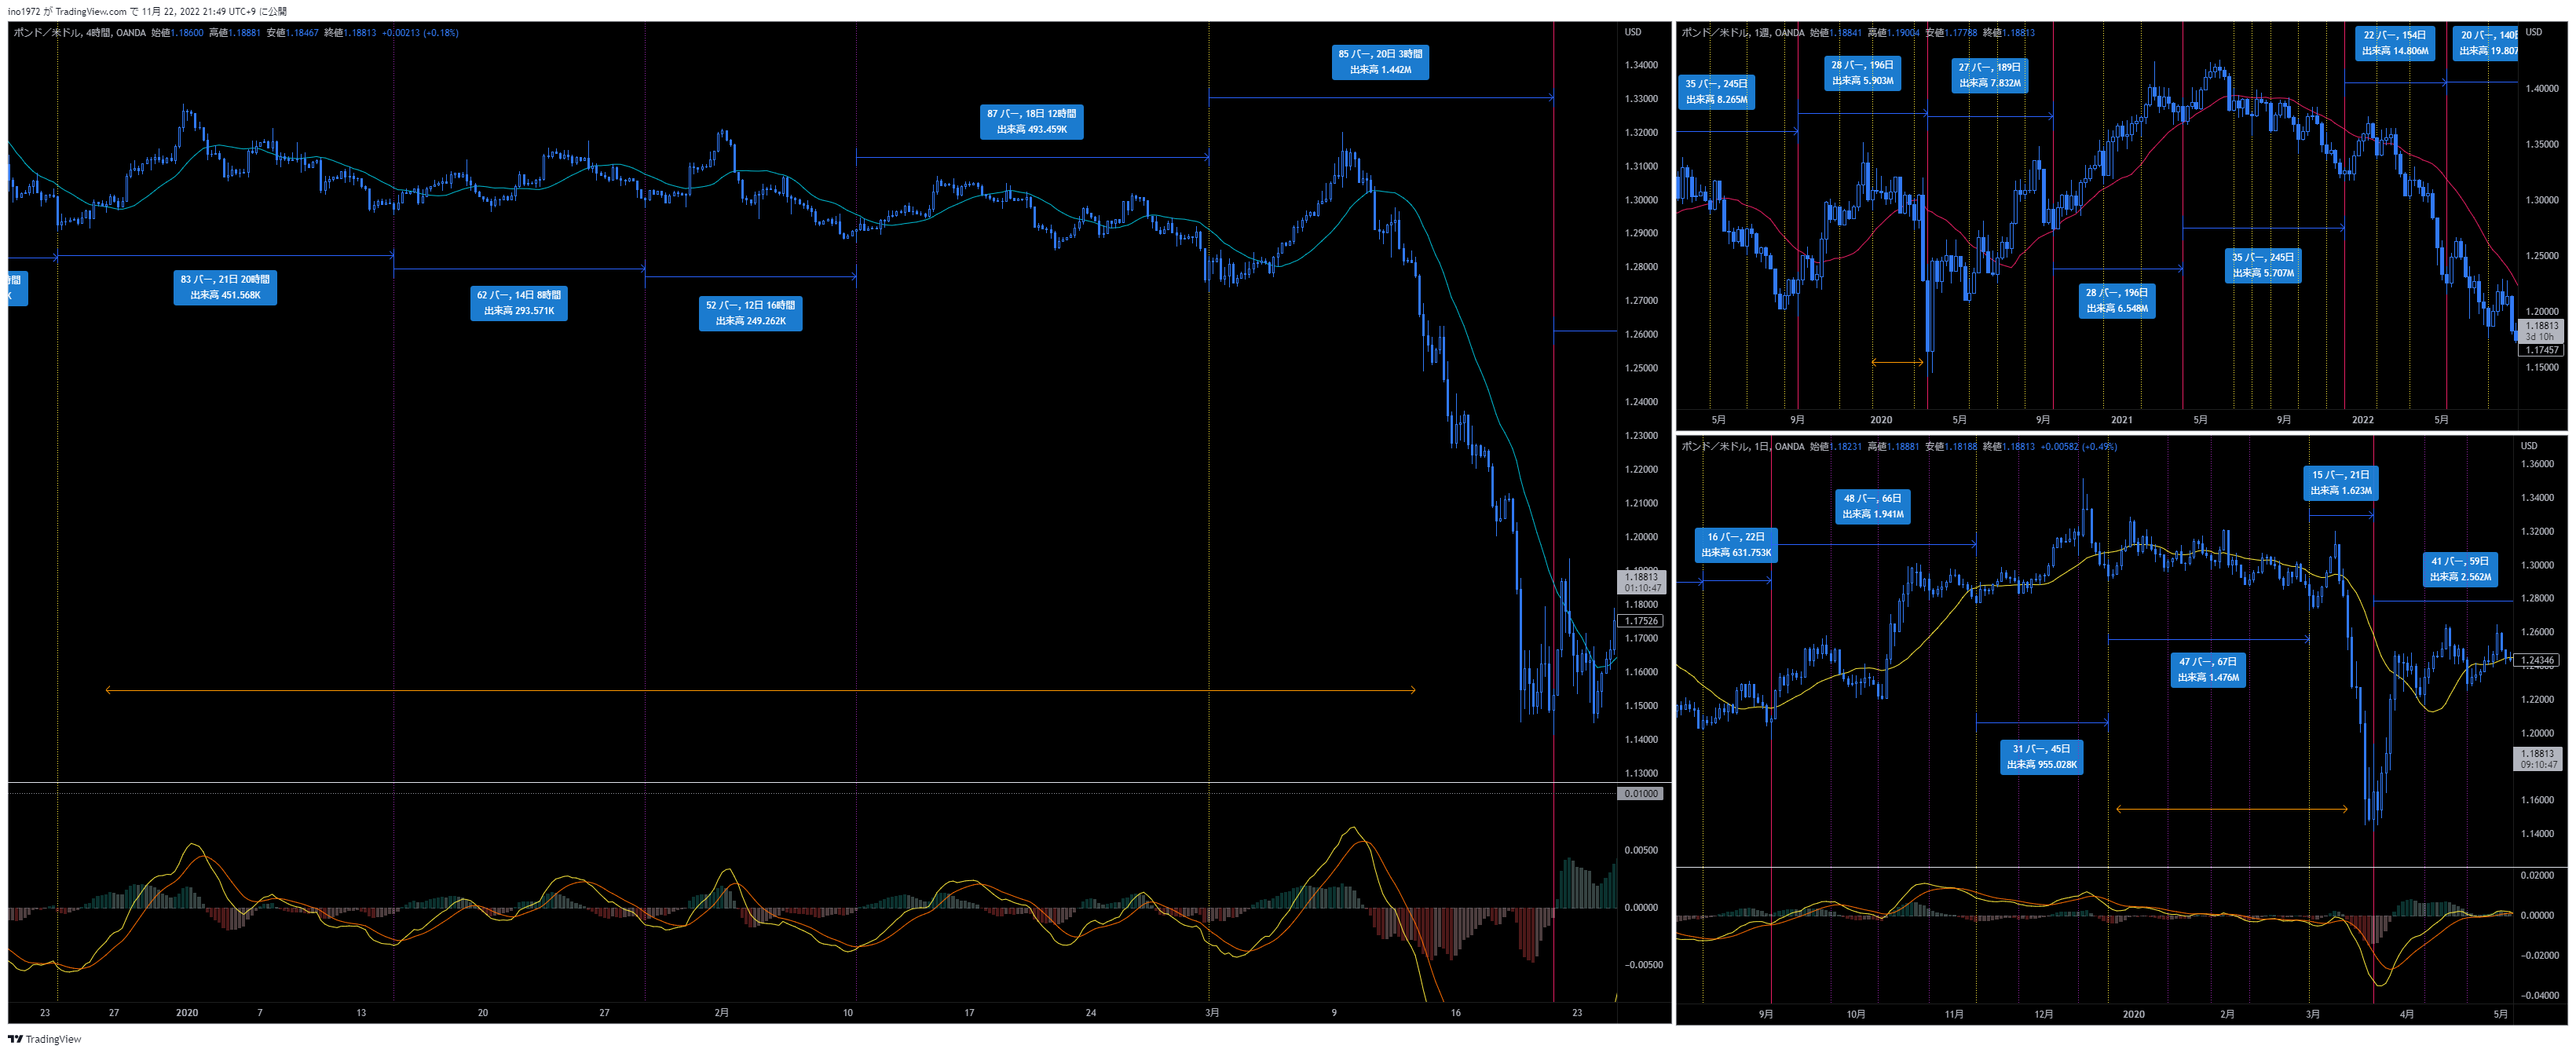 ino1972 が TradingView.com で 11月 22, 2022 21:49 UTC+9 に公開
ポンド／米ドル, 4時間, OANDA 始値1.18600 高値1.18881 安値1.18467 終値1.18813 +0.00213 (+0.18%)
USD
85 バー, 20日 3時間
出来高 1.442M
87 バー, 18日 12時間
出来高 493.459K
83 バー, 21日 20時間
出来高 451.568K
62 バー, 14日 8時間
出来高 293.571K
52 バー, 12日 16時間
出来高 249.262K
時間
K
1.34000
1.33000
1.32000
1.31000
1.30000
1.29000
1.28000
1.27000
1.26000
1.25000
1.24000
1.23000
1.22000
1.21000
1.20000
1.18813
01:10:47
1.18000
1.17526
1.17000
1.16000
1.15000
1.14000
1.13000
0.01000
0.00500
0.00000
−0.00500
23
27
2020
7
13
20
27
2月
10
17
24
3月
9
16
23
ポンド／米ドル, 1週, OANDA 始値1.18841 高値1.19004 安値1.17788 終値1.18813
USD
35 バー, 245日
出来高 8.265M
28 バー, 196日
出来高 5.903M
27 バー, 189日
出来高 7.832M
22 バー, 154日
出来高 14.806M
20 バー, 140日
出来高 19.807
28 バー, 196日
出来高 6.548M
35 バー, 245日
出来高 5.707M
1.40000
1.35000
1.30000
1.25000
1.20000
1.18813
3d 10h
1.17457
1.15000
5月
9月
2020
5月
9月
2021
5月
9月
2022
5月
ポンド／米ドル, 1日, OANDA 始値1.18231 高値1.18881 安値1.18188 終値1.18813 +0.00582 (+0.49%)
USD
16 バー, 22日
出来高 631.753K
48 バー, 66日
出来高 1.941M
15 バー, 21日
出来高 1.623M
41 バー, 59日
出来高 2.562M
47 バー, 67日
出来高 1.476M
31 バー, 45日
出来高 955.028K
1.36000
1.34000
1.32000
1.30000
1.28000
1.26000
1.24346
1.22000
1.20000
1.18813
09:10:47
1.16000
1.14000
0.02000
0.00000
−0.02000
−0.04000
9月
10月
11月
12月
2020
2月
3月
4月
5月
TradingView